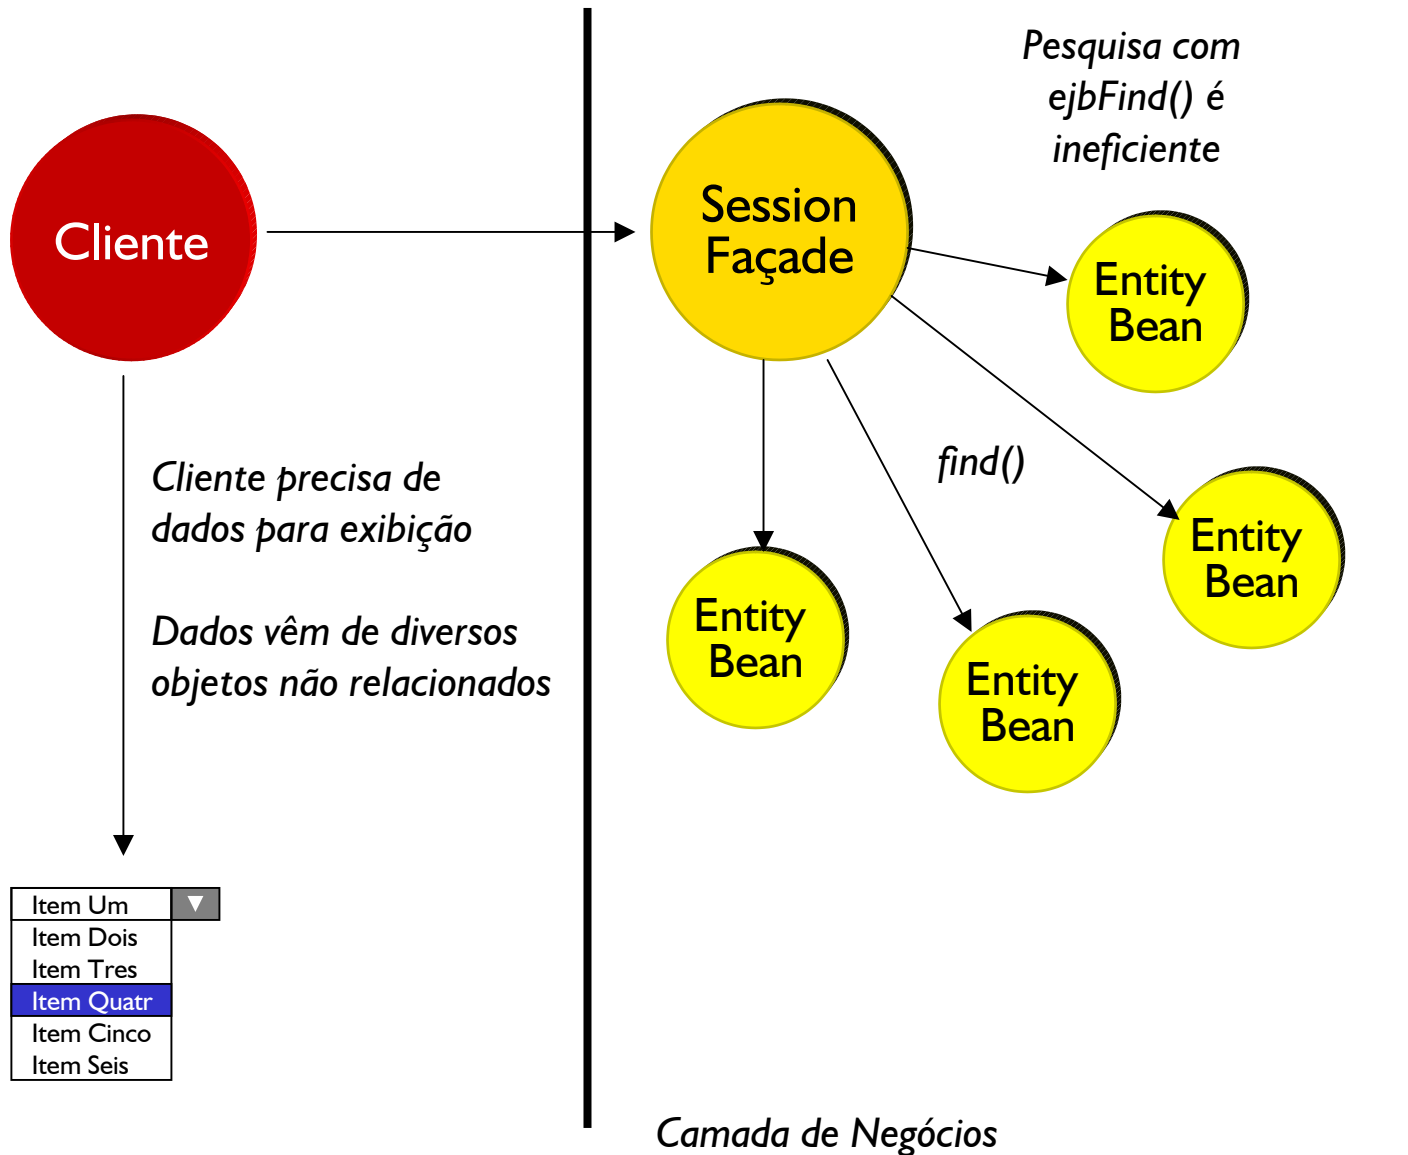 Pesquisa com
ejbFind() é
ineficiente
Cliente
Session
Façade
Entity
Bean
Cliente precisa de
dados para exibição
Dados vêm de diversos
objetos não relacionados
find()
Entity
Bean
Entity
Bean
Entity
Bean
Item Um
Item Dois
Item Tres
Item Quatr
Item Cinco
Item Seis
Camada de Negócios